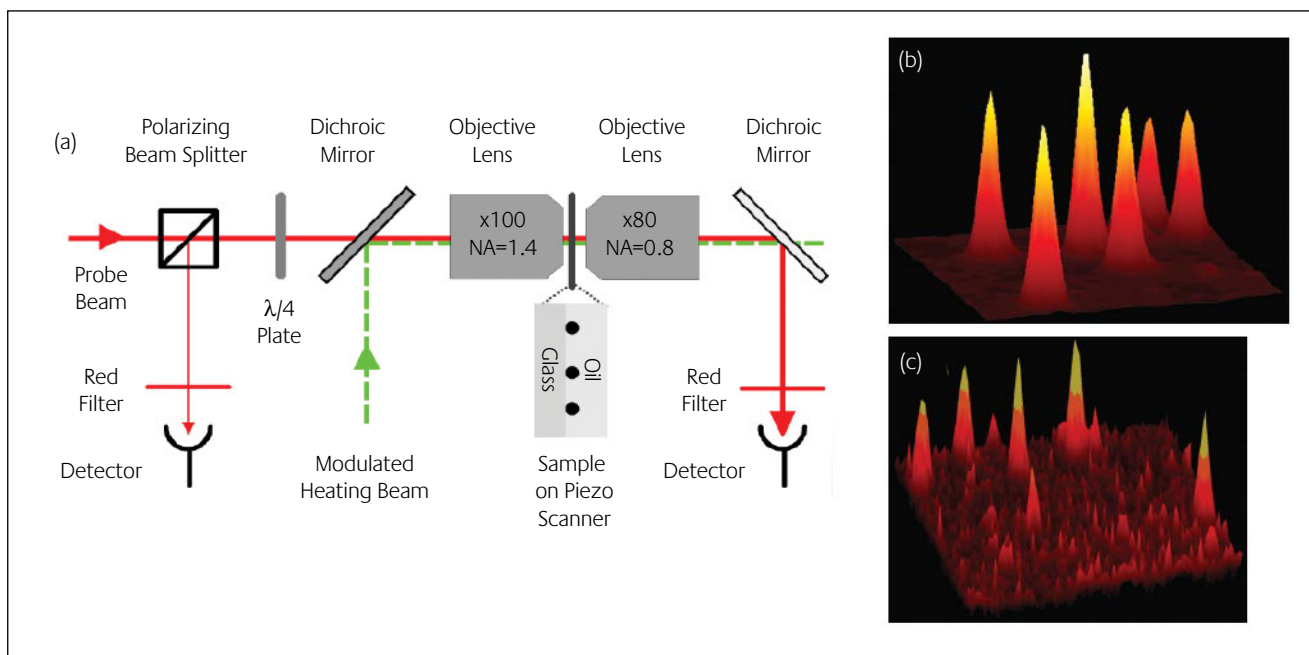 (a)
Polarizing
Beam Splitter
Dichroic
Mirror
Objective
Lens
Objective
Lens
Dichroic
Mirror
x100
NA=1.4
x80
NA=0.8
Probe
Beam
λ/4
Plate
Glass
Oil
Red
Filter
Red
Filter
Detector
Modulated
Heating Beam
Sample
on Piezo
Scanner
Detector
(b)
(c)